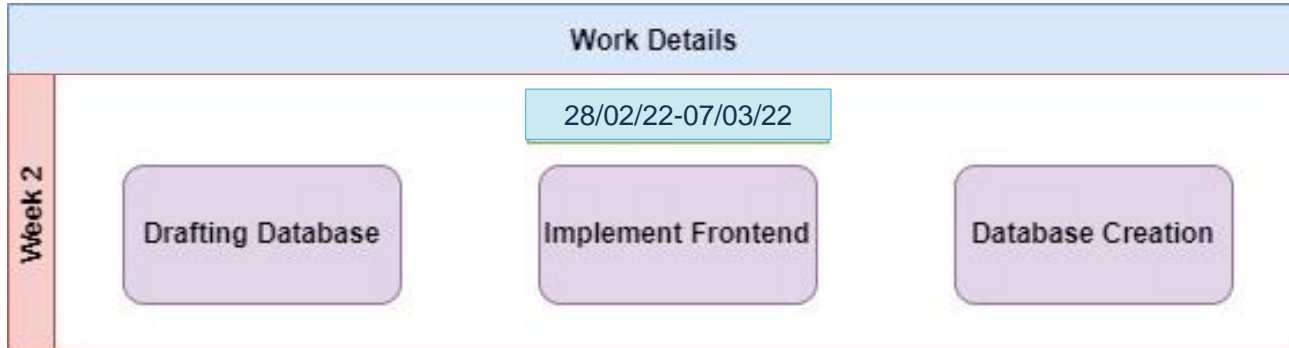 Work Details
Week 2
28/02/22-07/03/22
Drafting Database
Implement Frontend
Database Creation